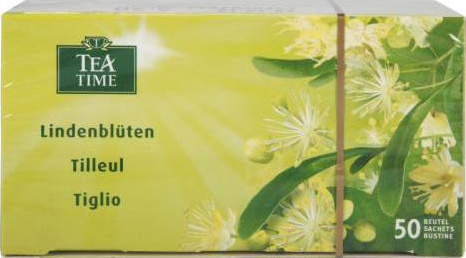 TEA
TIME
Lindenblüten
Tilleul
Tiglio
50 BEUTEL
SACHETS
BUSTINE